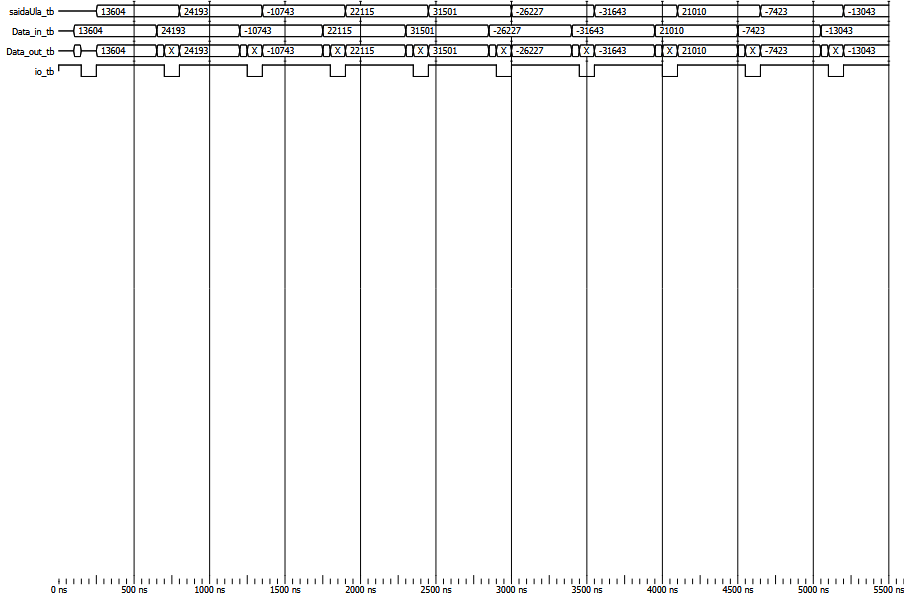 saidaUla_tb 13604 24193 -10743 22115 31501 -26227 -31643 21010 -7423 -13043
Data_in_tb 13604 24193 -10743 22115 31501 -26227 -31643 21010 -7423 -13043
Data_out_tb 13604 X 24193 X -10743 X 22115 X 31501 X -26227 X -31643 X 21010 X -7423 X -13043
io_tb
0 ns 500 ns 1000 ns 1500 ns 2000 ns 2500 ns 3000 ns 3500 ns 4000 ns 4500 ns 5000 ns 5500 ns